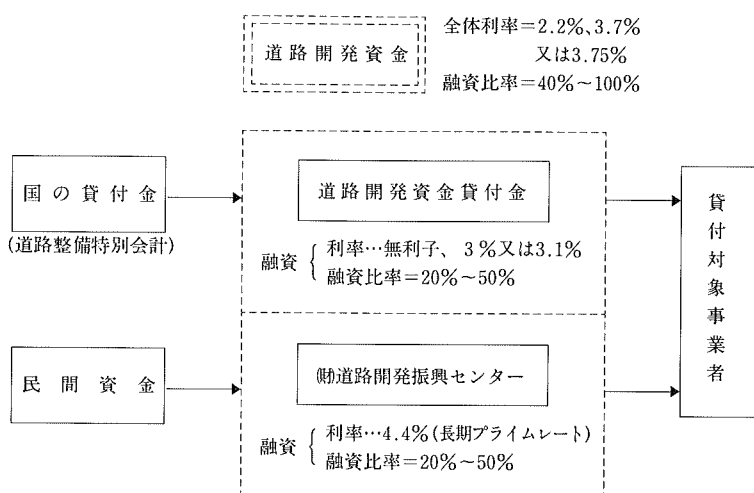 道路開発資金
全体利率=2.2%、3.7%
又は3.75%
融資比率=40%~100%
国の貸付金
(道路整備特別会計)
道路開発資金貸付金
融資
利率…無利子、3%又は3.1%
融資比率=20%~50%
民間資金
㈶道路開発振興センター
融資
利率…4.4%(長期プライムレート)
融資比率=20%~50%
貸付対象事業者